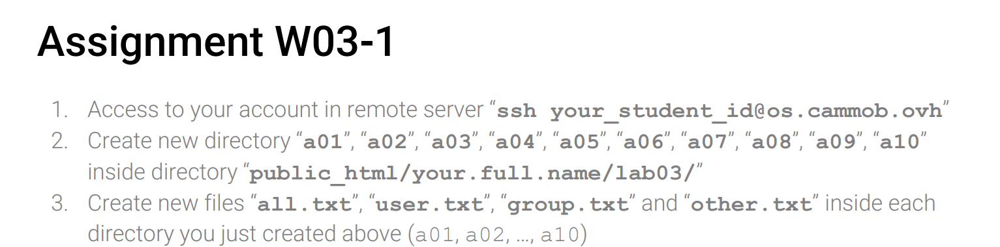 Assignment W03-1
1. Access to your account in remote server “ssh your_student_id@os.cammob.ovh”
2. Create new directory “a01”, “a02”, “a03”, “a04”, “a05”, “a06”, “a07”, “a08”, “a09”, “a10”
inside directory “public_html/your.full.name/lab03/”
3. Create new files “all.txt”, “user.txt”, “group.txt” and “other.txt” inside each
directory you just created above (a01, a02, …, a10)